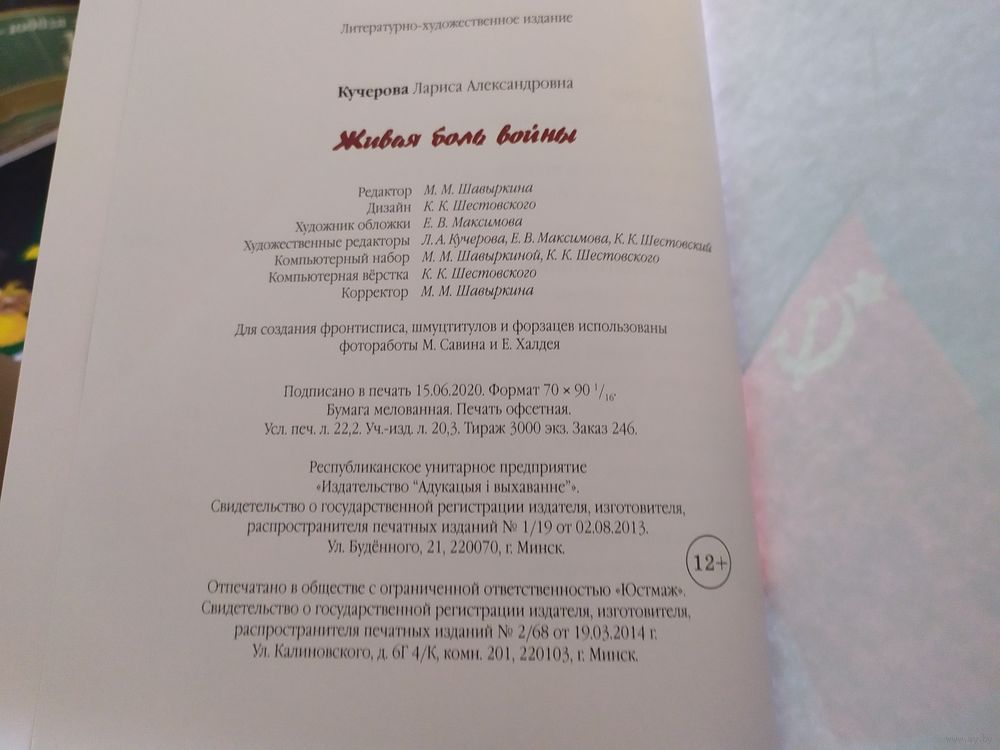 Литературно-художественное издание
Кучерова Лариса Александровна
Живая боль войны
Редактор М. М. Шавыркина
Дизайн К. К. Шестовского
Художник обложки Е. В. Максимова
Художественные редакторы Л. А. Кучерова, Е. В. Максимова, К. К. Шестовский
Компьютерный набор М. М. Шавыркиной, К. К. Шестовского
Компьютерная вёрстка К. К. Шестовского
Корректор М. М. Шавыркина
Для создания фронтисписа, шмуцтитулов и форзацев использованы
фотоработы М. Савина и Е. Халдея
Подписано в печать 15.06.2020. Формат 70 × 90 1/16.
Бумага мелованная. Печать офсетная.
Усл. печ. л. 22,2. Уч.-изд. л. 20,3. Тираж 3000 экз. Заказ 246.
Республиканское унитарное предприятие
«Издательство “Адукацыя і выхаванне”».
Свидетельство о государственной регистрации издателя, изготовителя,
распространителя печатных изданий № 1/19 от 02.08.2013.
Ул. Будённого, 21, 220070, г. Минск.
12+
Отпечатано в обществе с ограниченной ответственностью «Юстмаж».
Свидетельство о государственной регистрации издателя, изготовителя,
распространителя печатных изданий № 2/68 от 19.03.2014 г.
Ул. Калиновского, д. 6Г 4/К, комн. 201, 220103, г. Минск.